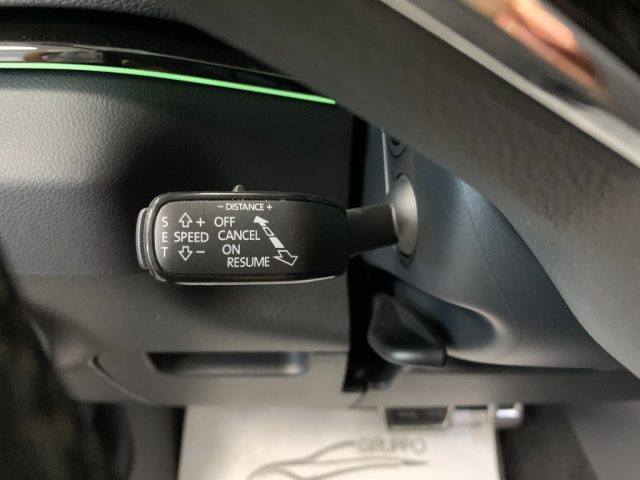 - DISTANCE +
S E T
+ SPEED -
OFF
CANCEL
ON
RESUME
GRUPPO